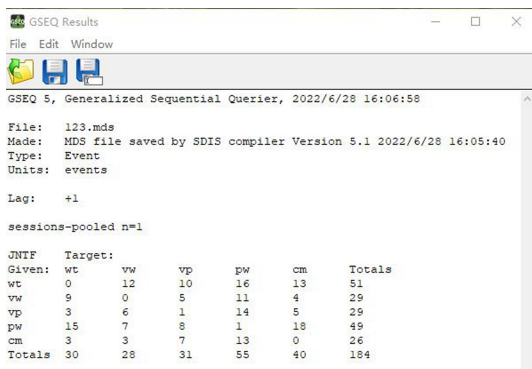 GSEQ Results
File Edit Window
GSEQ 5, Generalized Sequential Querier, 2022/6/28 16:06:58
File: 123.mds
Made: MDS file saved by SDIS compiler Version 5.1 2022/6/28 16:05:40
Type: Event
Units: events
Lag: +1
sessions-pooled n=1
JNTF Target:
Given: wt vw vp pw cm Totals
wt 0 12 10 16 13 51
vw 9 0 5 11 4 29
vp 3 6 1 14 5 29
pw 15 7 8 1 18 49
cm 3 3 7 13 0 26
Totals 30 28 31 55 40 184